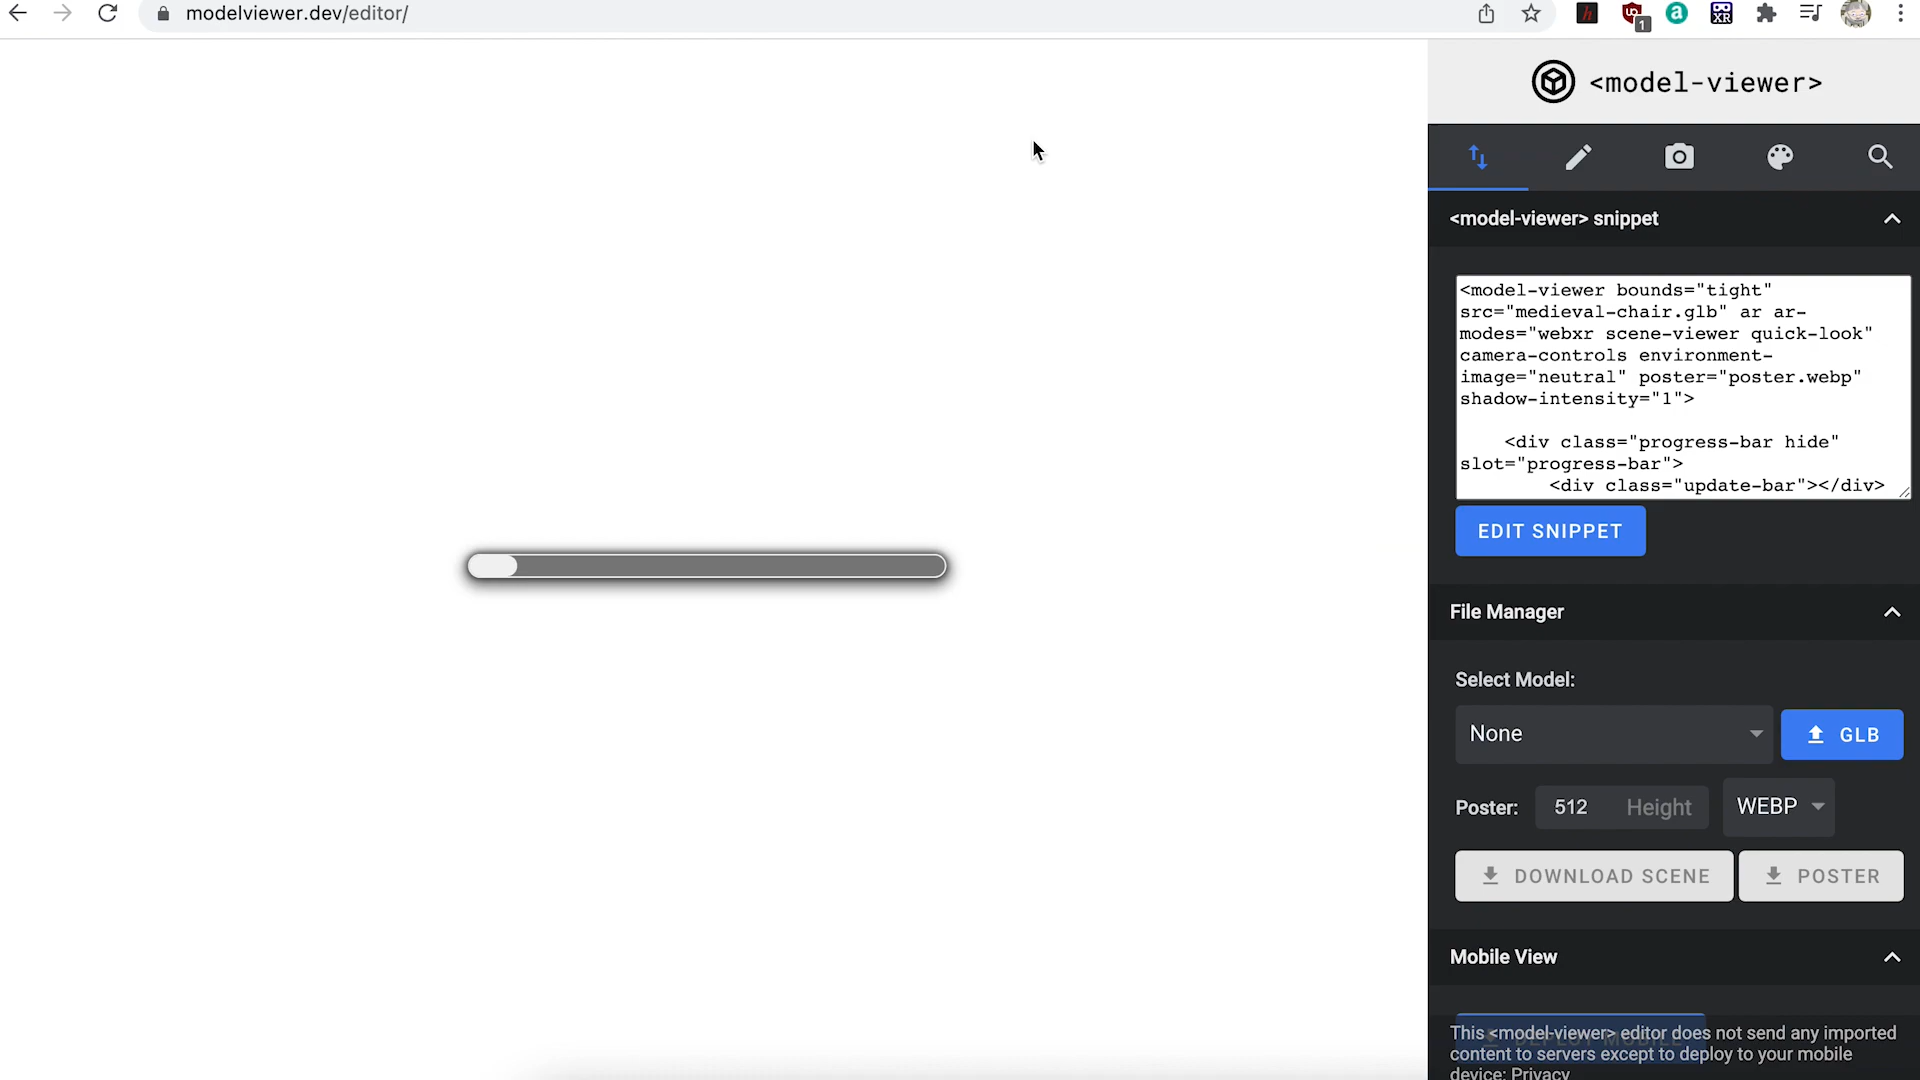 modelviewer.dev/editor/
1
<model-viewer>
<model-viewer> snippet
<model-viewer bounds="tight"
src="medieval-chair.glb" ar ar-
modes="webxr scene-viewer quick-look"
camera-controls environment-
image="neutral" poster="poster.webp"
shadow-intensity="1">
<div class="progress-bar hide"
slot="progress-bar">
<div class="update-bar"></div>
EDIT SNIPPET
File Manager
Select Model:
None
GLB
Poster: 512 Height WEBP
DOWNLOAD SCENE
POSTER
Mobile View
This <model-viewer> editor does not send any imported
content to servers except to deploy to your mobile
device: Privacy